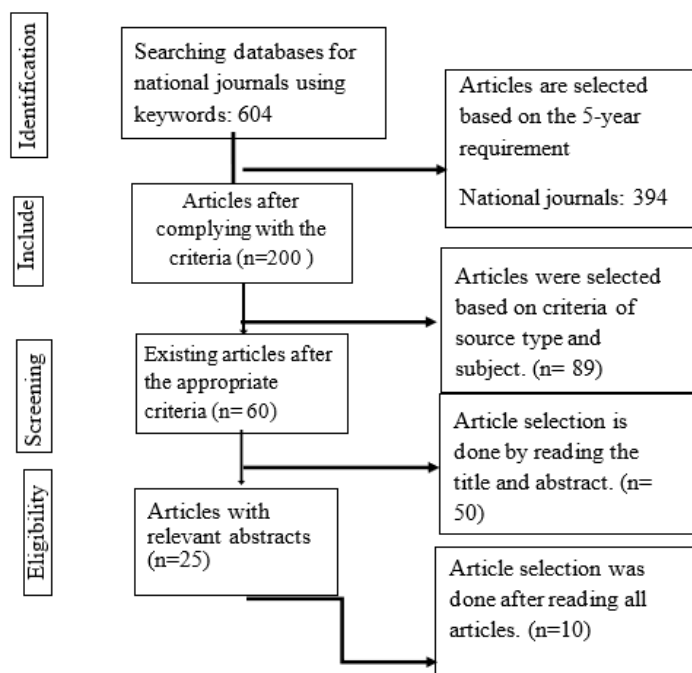 Identification
Searching databases for
national journals using
keywords: 604
Articles are selected
based on the 5-year
requirement
National journals: 394
Include
Articles after
complying with the
criteria (n=200 )
Articles were selected
based on criteria of
source type and
subject. (n= 89)
Screening
Existing articles after
the appropriate
criteria (n= 60)
Article selection is
done by reading the
title and abstract. (n=
50)
Eligibility
Articles with
relevant abstracts
(n=25)
Article selection was
done after reading all
articles. (n=10)